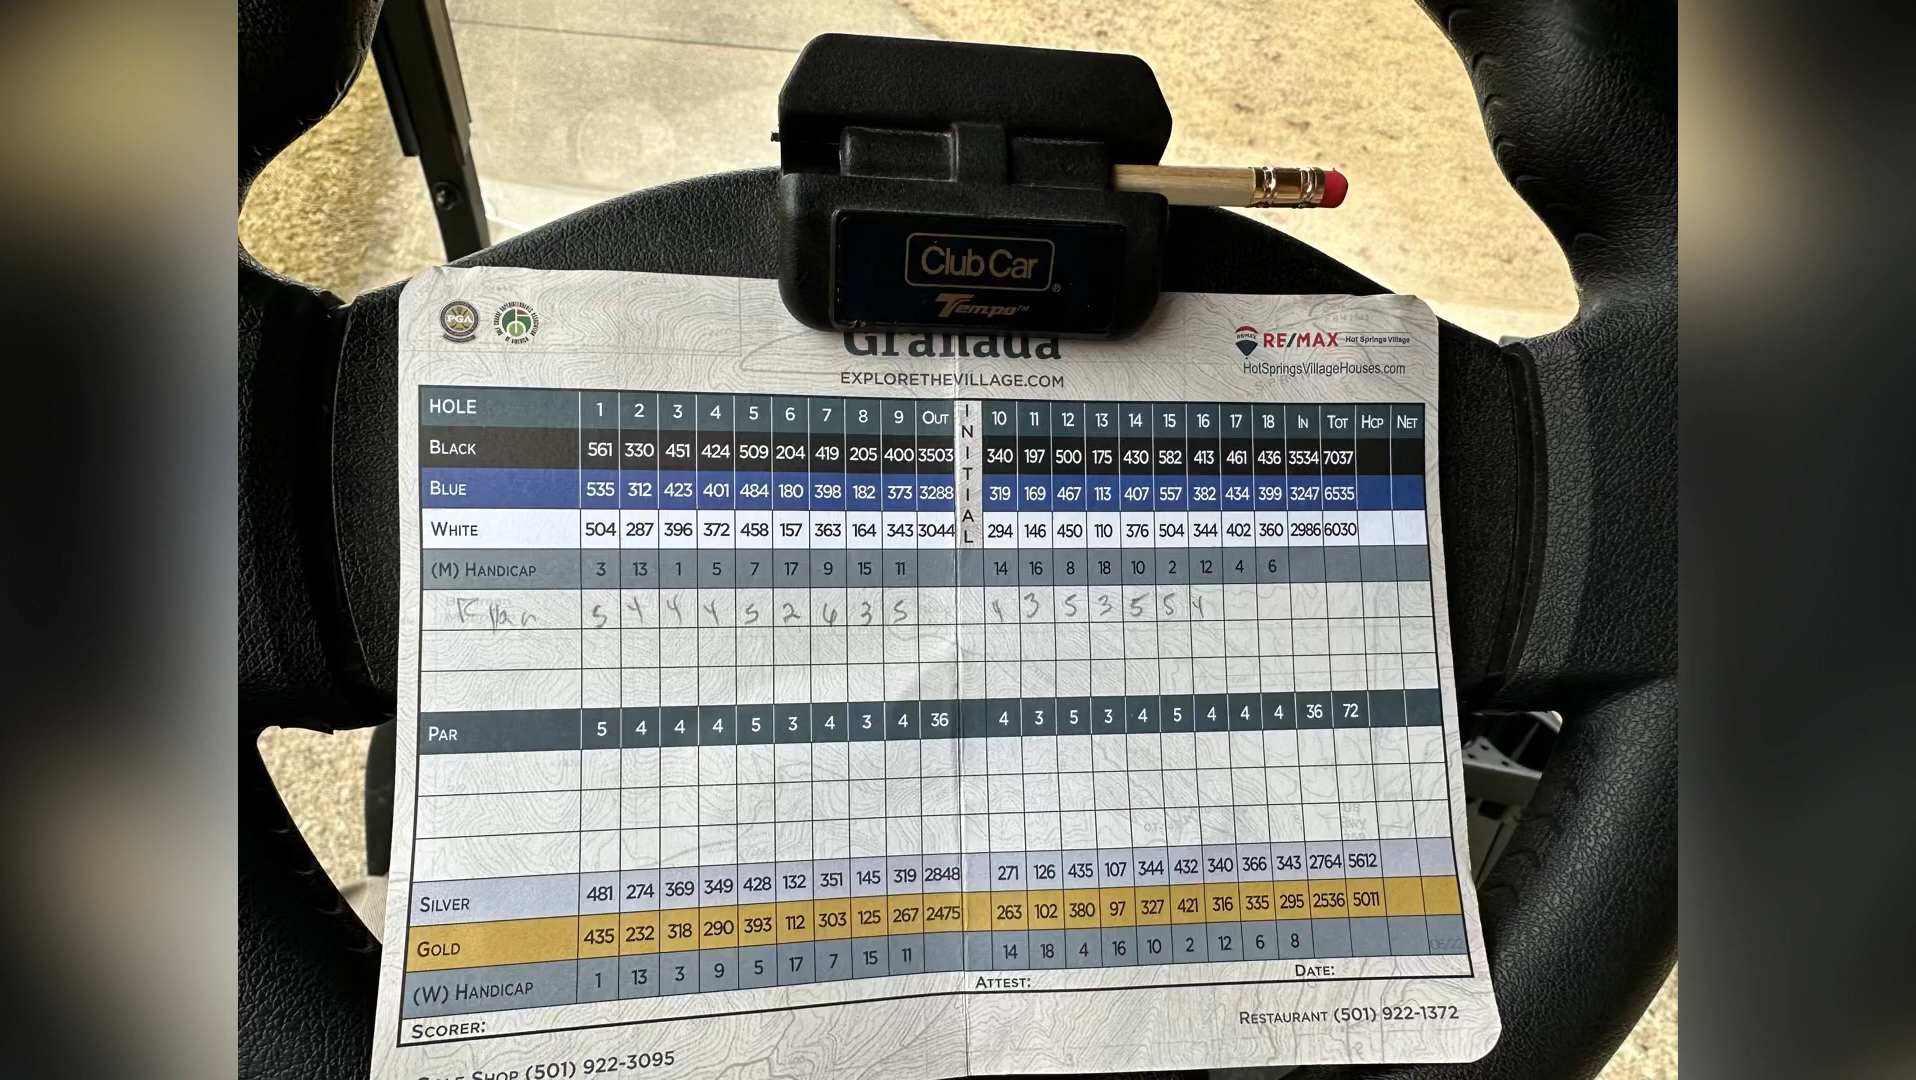 Club Car ®
Tempo™
PGA
Granada
EXPLORETHEVILLAGE.COM
RE/MAX Hot Springs Village
HotSpringsVillageHouses.com
HOLE 1 2 3 4 5 6 7 8 9 OUT INITIAL 10 11 12 13 14 15 16 17 18 IN TOT HCP NET
BLACK 561 330 451 424 509 204 419 205 400 3503 340 197 500 175 430 582 413 461 436 3534 7037
BLUE 535 312 423 401 484 180 398 182 373 3288 319 169 467 113 407 557 382 434 399 3247 6535
WHITE 504 287 396 372 458 157 363 164 343 3044 294 146 450 110 376 504 344 402 360 2986 6030
(M) HANDICAP 3 13 1 5 7 17 9 15 11 14 16 8 18 10 2 12 4 6
Ryan 5 4 4 4 5 2 6 3 5 4 3 5 3 5 5 4
PAR 5 4 4 4 5 3 4 3 4 36 4 3 5 3 4 5 4 4 4 36 72
SILVER 481 274 369 349 428 132 351 145 319 2848 271 126 435 107 344 432 340 366 343 2764 5612
GOLD 435 232 318 290 393 112 303 125 267 2475 263 102 380 97 327 421 316 335 295 2536 5011
(W) HANDICAP 1 13 3 9 5 17 7 15 11 14 18 4 16 10 2 12 6 8
SCORER: ATTEST: DATE:
GOLF SHOP (501) 922-3095 RESTAURANT (501) 922-1372